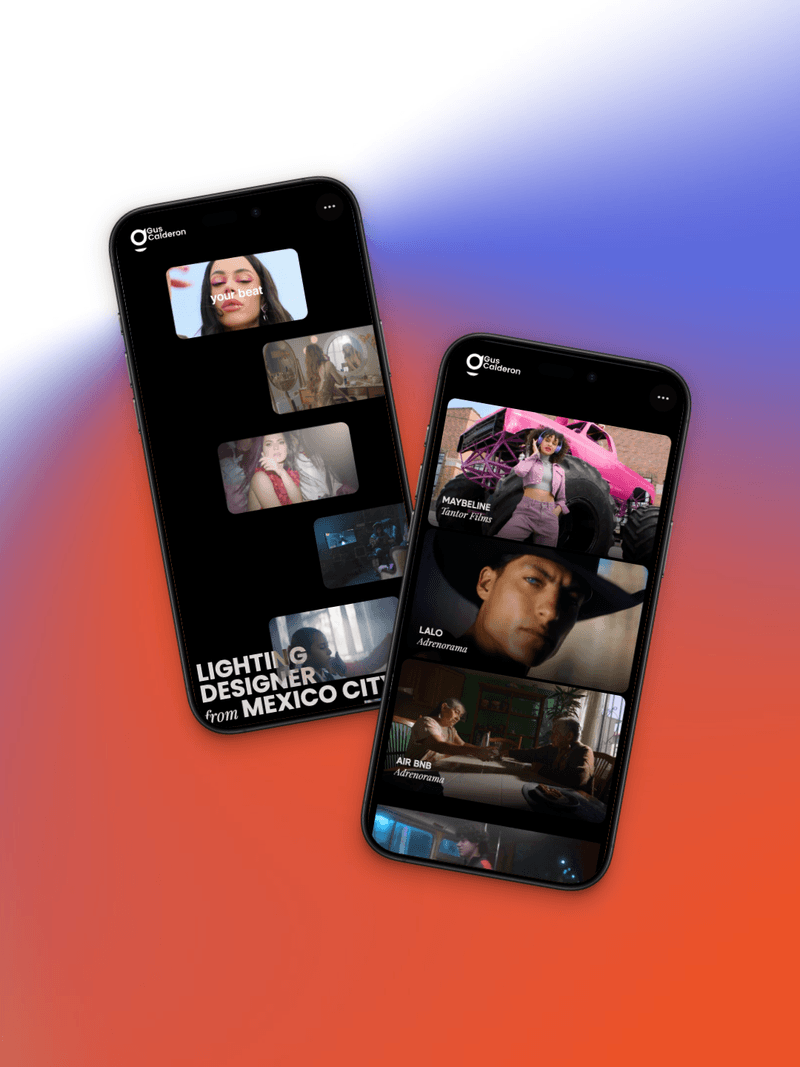 Gus
Calderon
your beat
LIGHTING
DESIGNER
from MEXICO CITY
Gus
Calderon
MAYBELINE
Tantor Films
LALO
Adrenorama
AIR BNB
Adrenorama